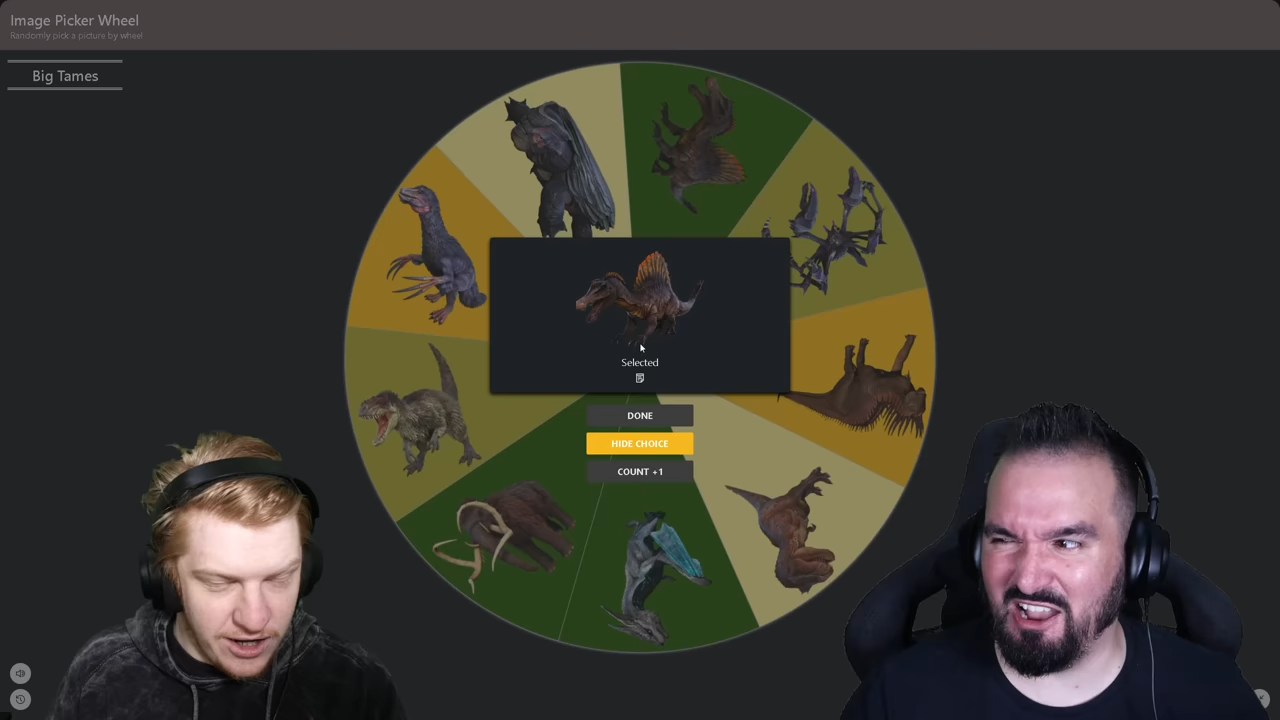 Image Picker Wheel
Randomly pick a picture by wheel
Big Tames
Selected
DONE
HIDE CHOICE
COUNT +1